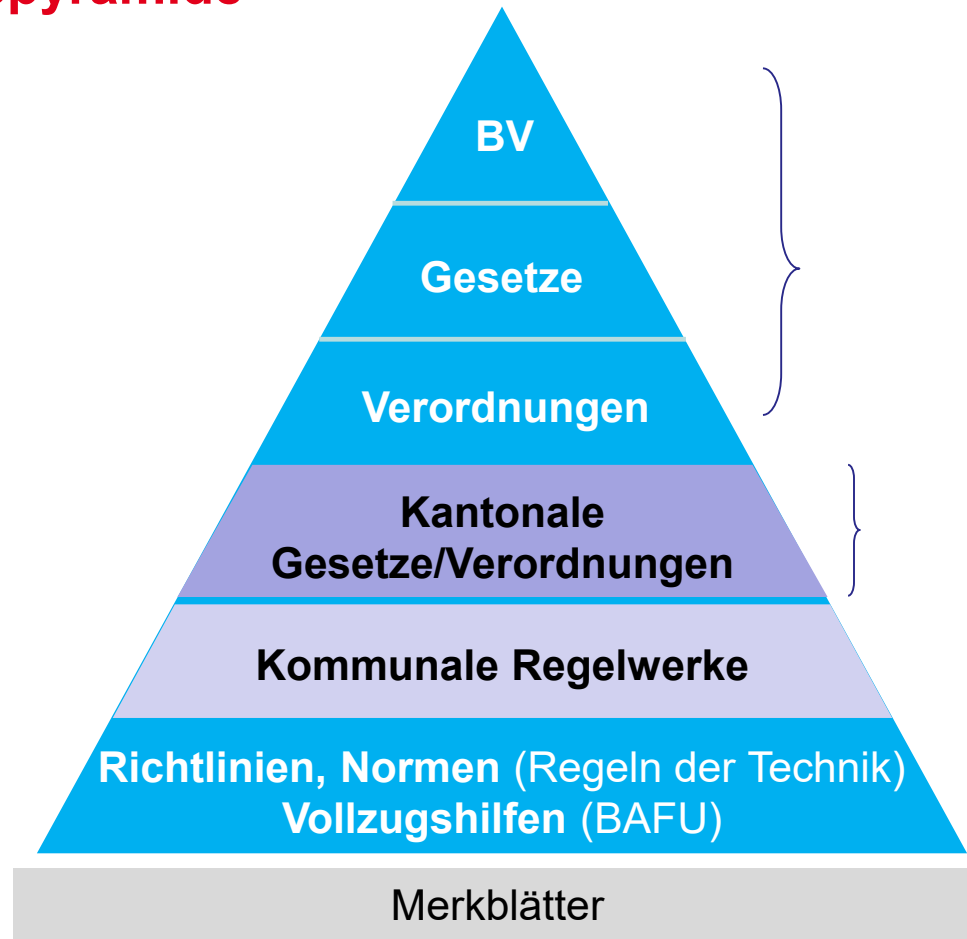 BV
Gesetze
Verordnungen
Kantonale
Gesetze/Verordnungen
Kommunale Regelwerke
Richtlinien, Normen (Regeln der Technik)
Vollzugshilfen (BAFU)
Merkblätter